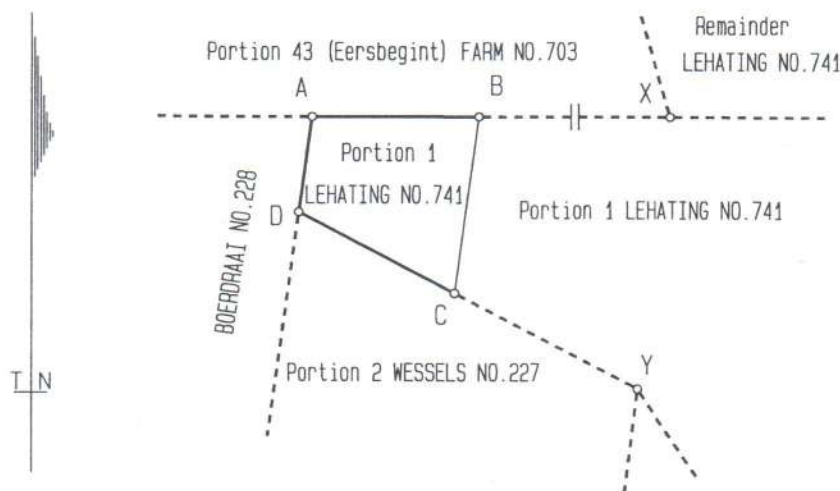 Remainder
LEHATING NO.741
Portion 43 (Eersbegint) FARM NO.703
A
B
X
Portion 1
LEHATING NO.741
Portion 1 LEHATING NO.741
BOERDRAAI NO.228
D
C
Portion 2 WESSELS NO.227
Y
T N